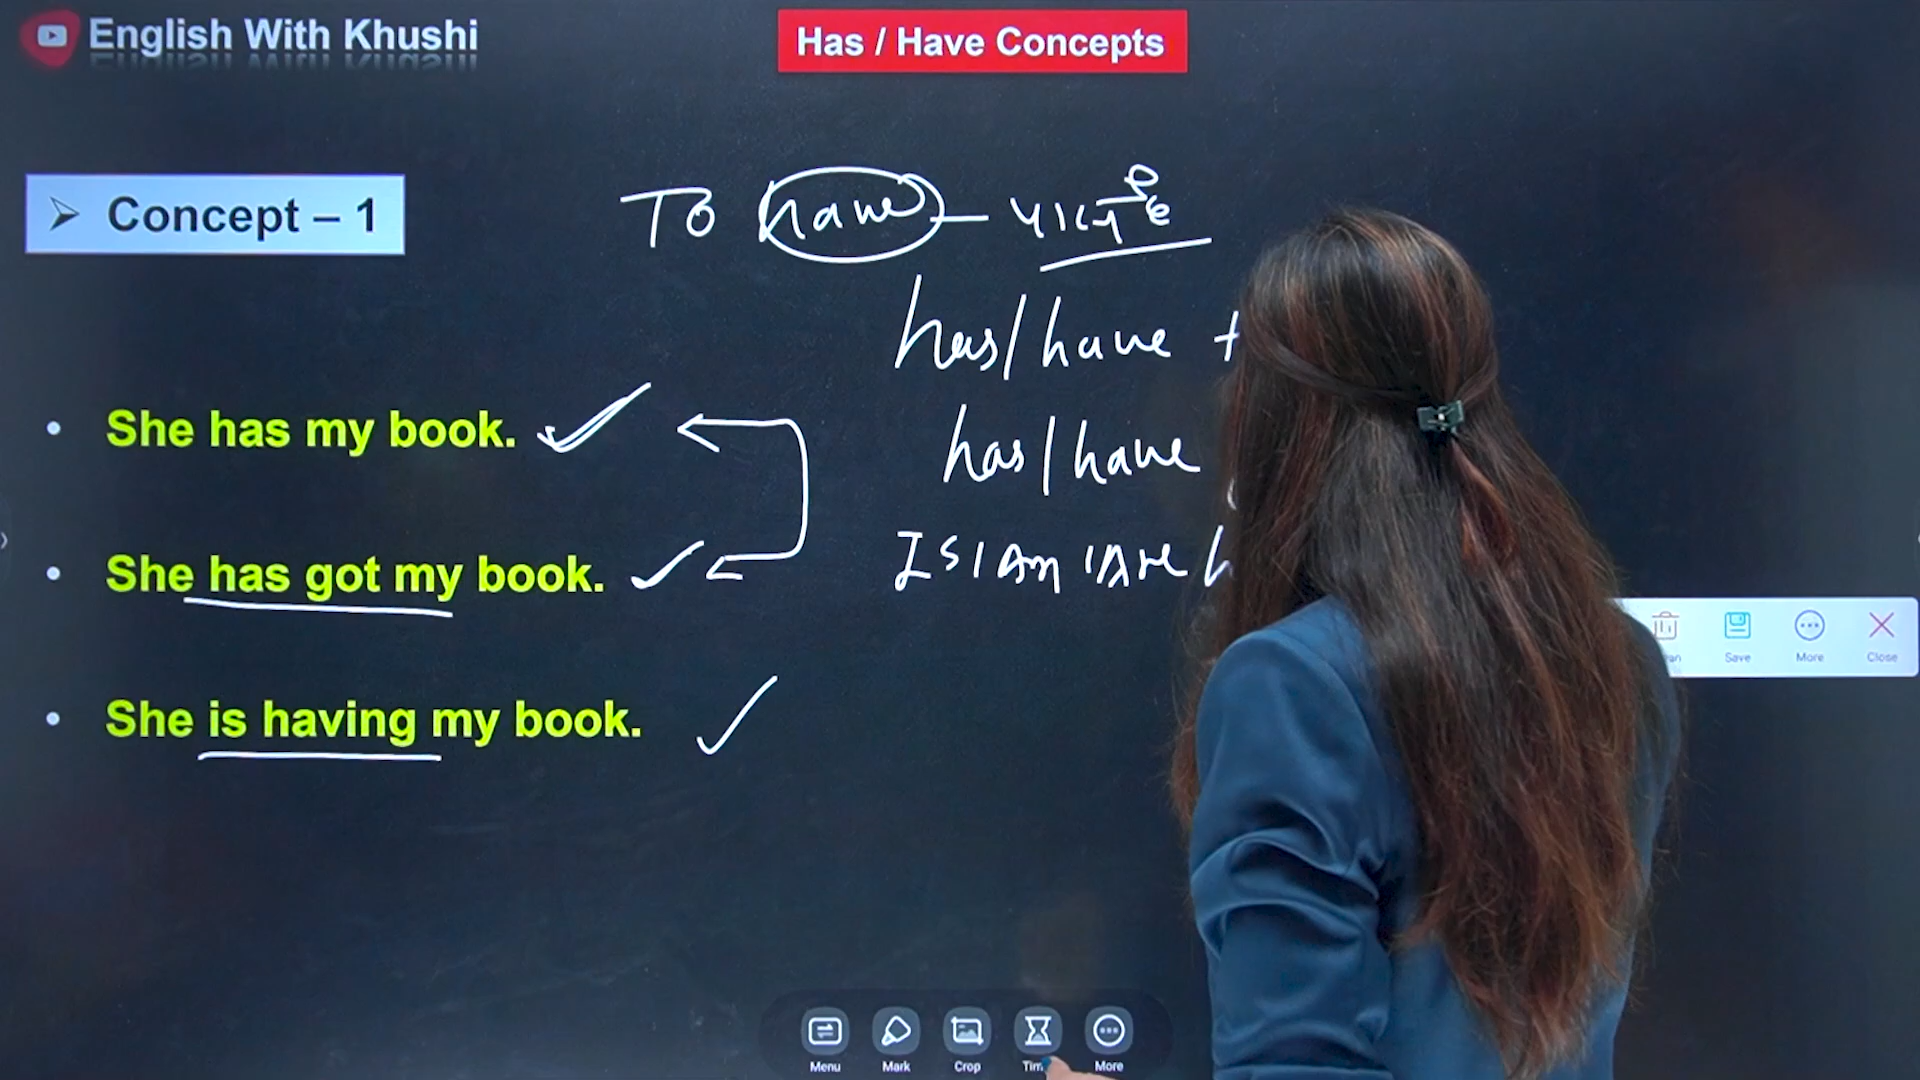 English With Khushi
Has / Have Concepts
Concept – 1
To have —
has/have +
has/have
Is/Am/Are h
She has my book.
She has got my book.
She is having my book.
Save
More
Close
Menu
Mark
Crop
More